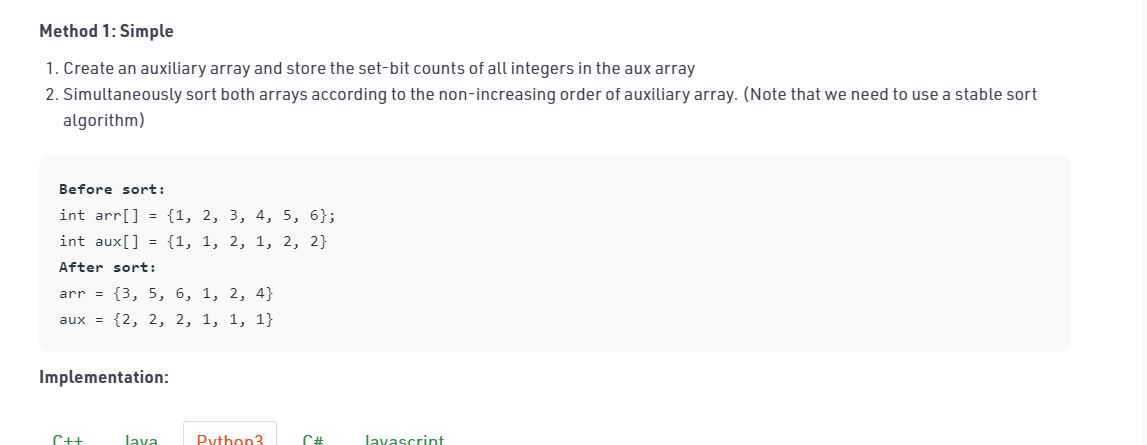 Method 1: Simple
1. Create an auxiliary array and store the set-bit counts of all integers in the aux array
2. Simultaneously sort both arrays according to the non-increasing order of auxiliary array. (Note that we need to use a stable sort
algorithm)
Before sort:
int arr[] = {1, 2, 3, 4, 5, 6};
int aux[] = {1, 1, 2, 1, 2, 2}
After sort:
arr = {3, 5, 6, 1, 2, 4}
aux = {2, 2, 2, 1, 1, 1}
Implementation:
C++ Java Python3 C# Javascript